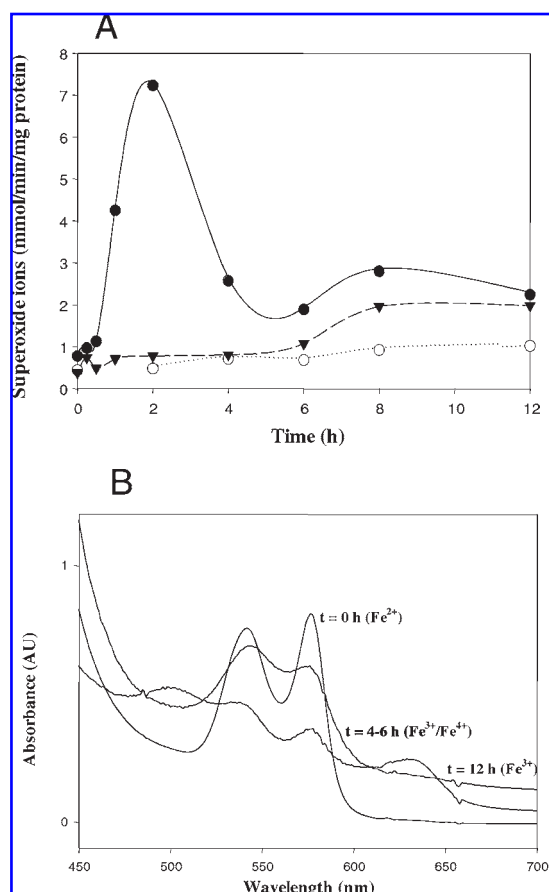 A
Superoxide ions (mmol/min/mg protein)
8
7
6
5
4
3
2
1
0
0 2 4 6 8 10 12
Time (h)
B
Absorbance (AU)
1
0
t = 0 h (Fe²⁺)
t = 4-6 h (Fe³⁺/Fe⁴⁺)
t = 12 h (Fe³⁺)
450 500 550 600 650 700
Wavelength (nm)